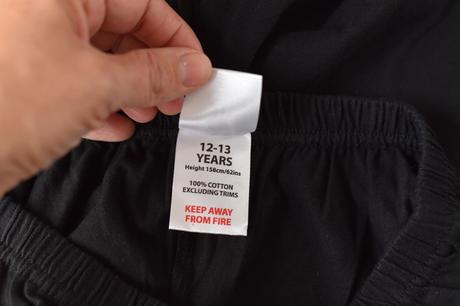 12-13
YEARS
Height 158cm/62ins
100% COTTON
EXCLUDING TRIMS
KEEP AWAY
FROM FIRE